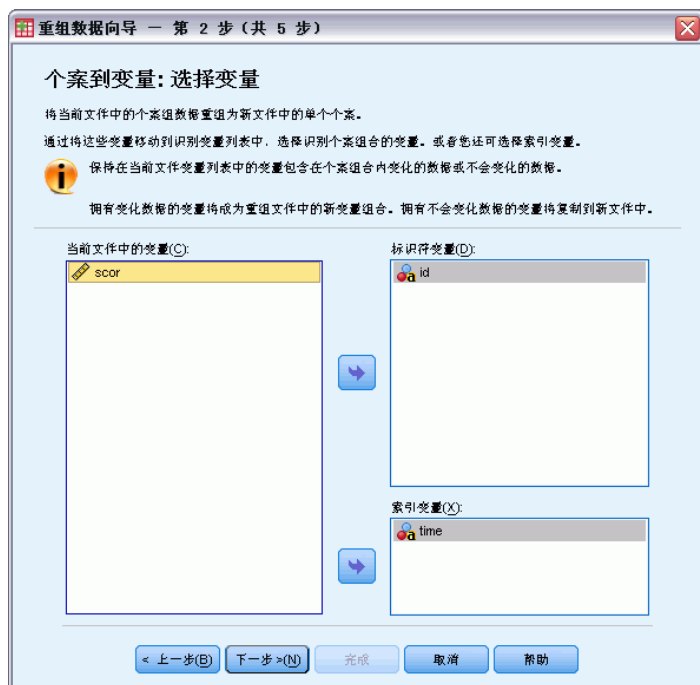 重组数据向导 — 第 2 步(共 5 步)
个案到变量: 选择变量
将当前文件中的个案组数据重组为新文件中的单个个案。
通过将这些变量移动到识别变量列表中, 选择识别个案组合的变量。或者您还可选择索引变量。
保持在当前文件变量列表中的变量包含在个案组合内变化的数据或不会变化的数据。
拥有变化数据的变量将成为重组文件中的新变量组合。拥有不会变化数据的变量将复制到新文件中。
当前文件中的变量(C):
scor
标识符变量(D):
id
索引变量(X):
time
< 上一步(B)
下一步 >(N)
完成
取消
帮助